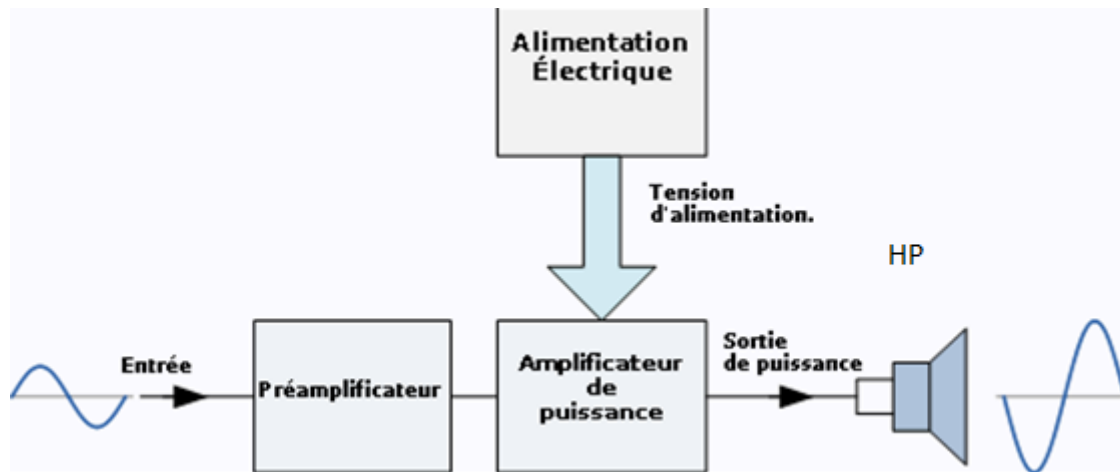 Alimentation
Électrique
Tension
d'alimentation.
HP
Entrée
Préamplificateur
Amplificateur
de
puissance
Sortie
de puissance